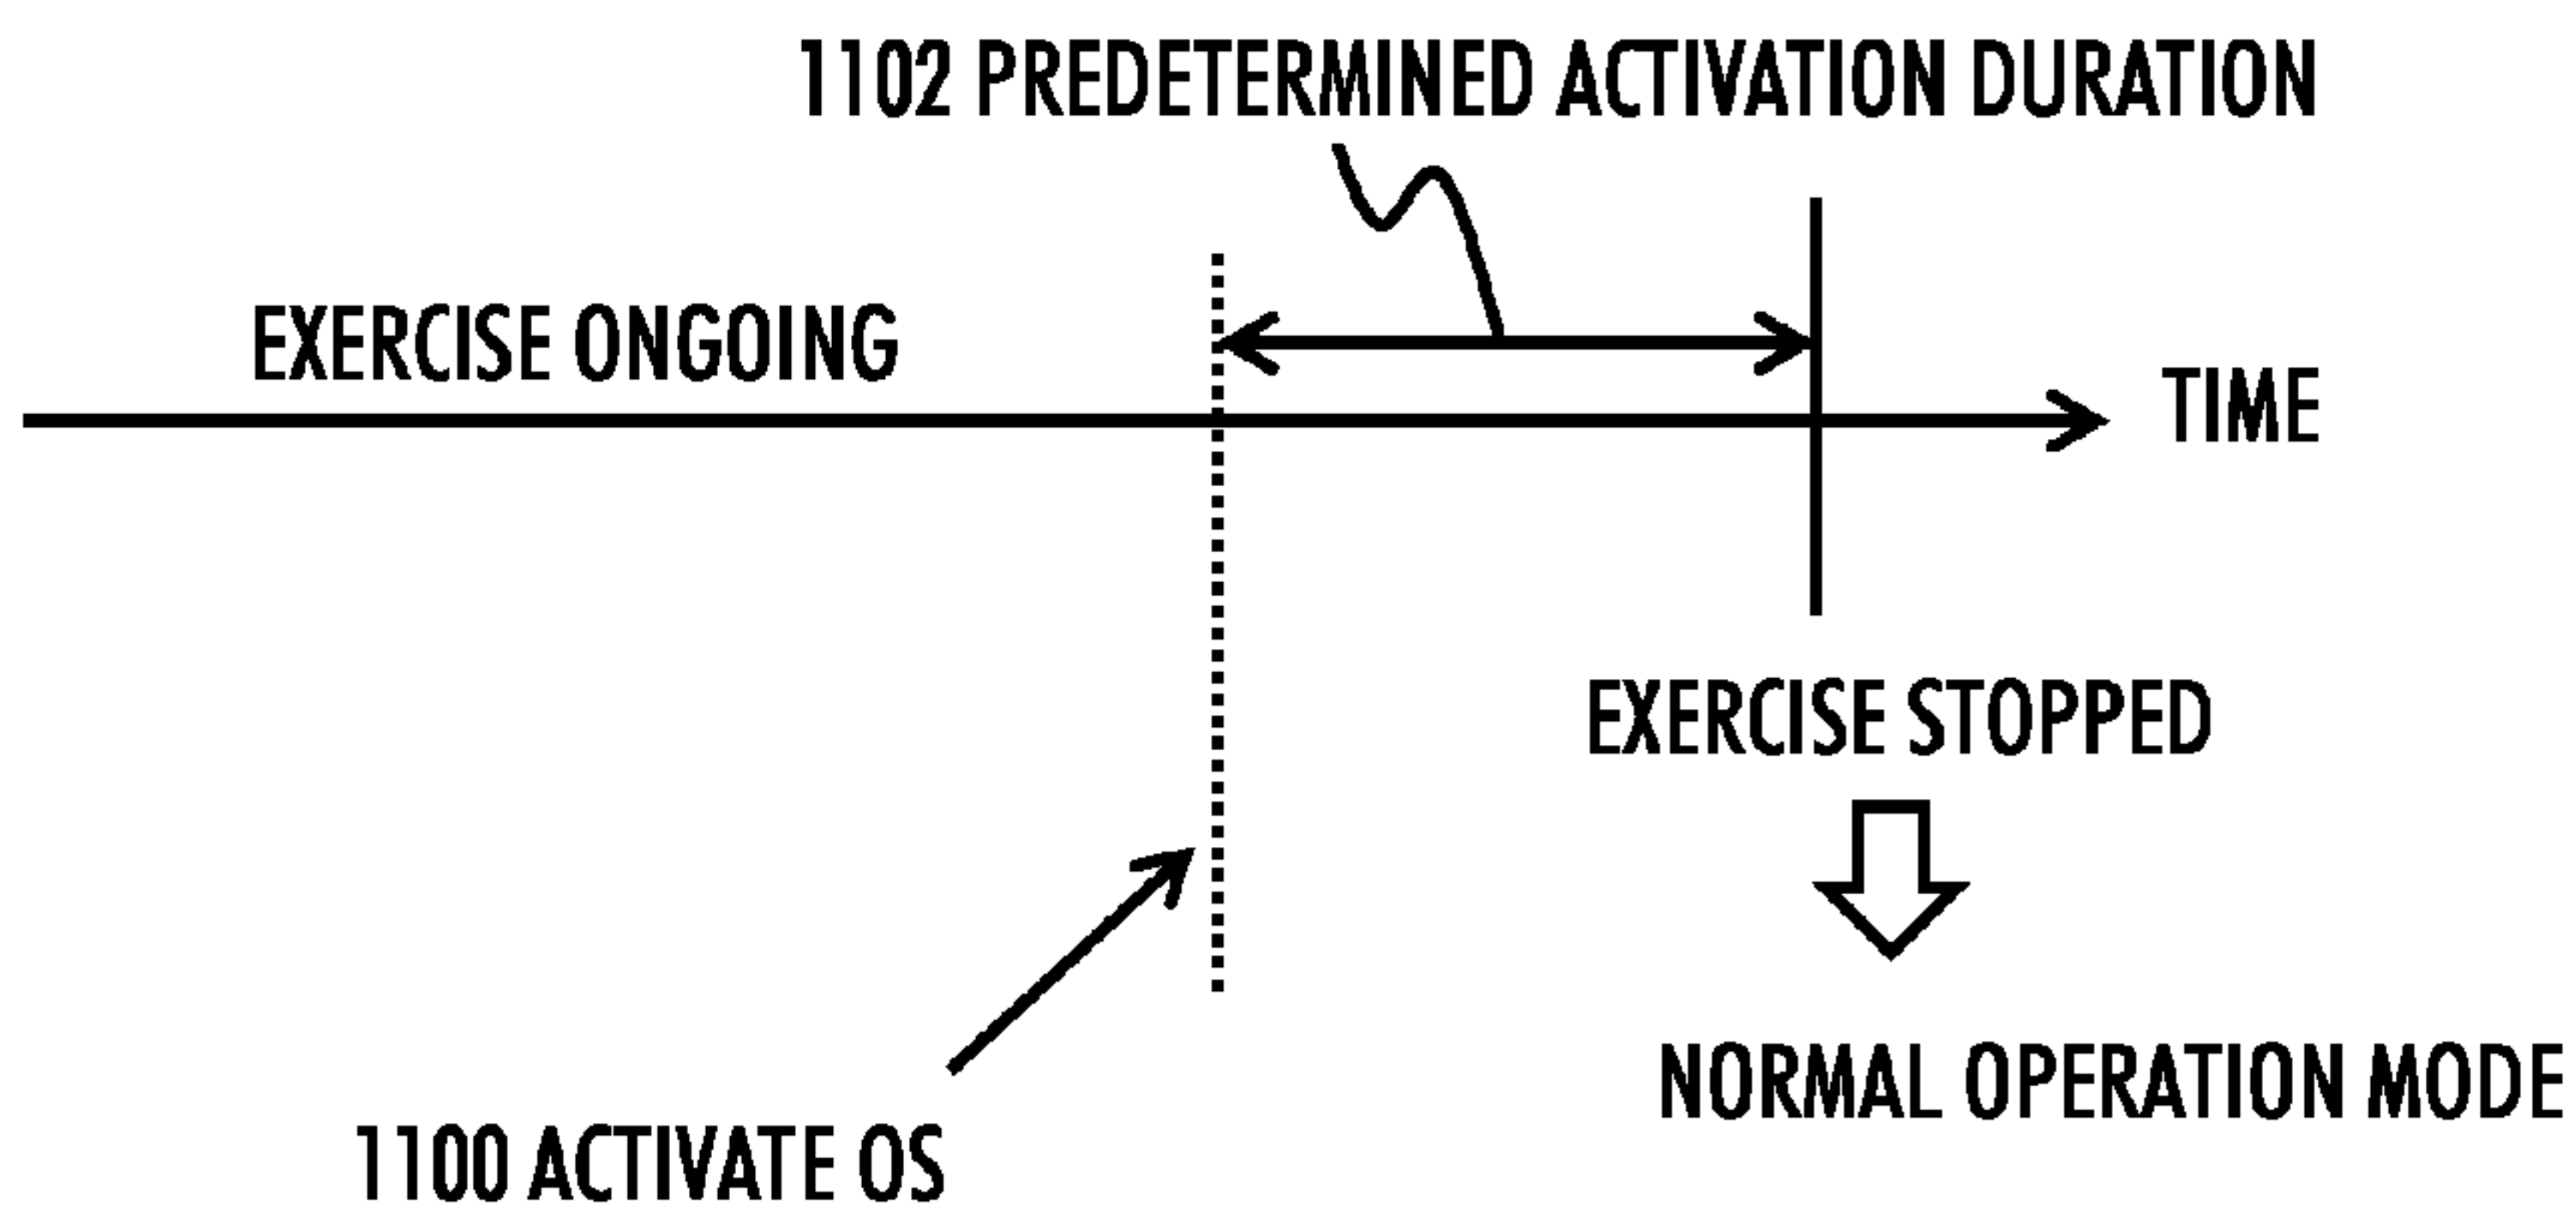 1102 PREDETERMINED ACTIVATION DURATION
EXERCISE ONGOING
TIME
EXERCISE STOPPED
NORMAL OPERATION MODE
1100 ACTIVATE OS